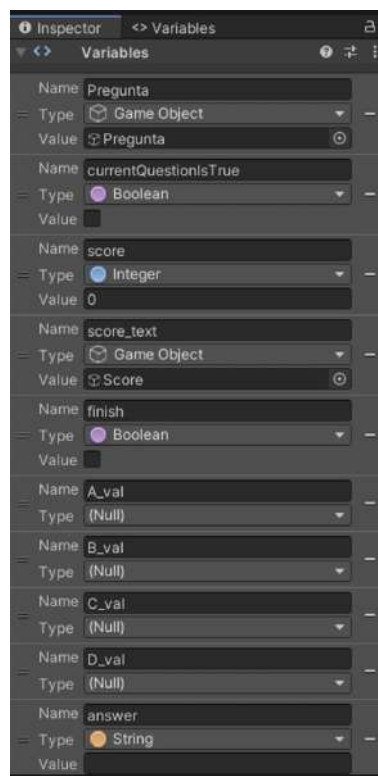 Inspector <> Variables
<> Variables
Name Pregunta
Type Game Object
Value Pregunta
Name currentQuestionIsTrue
Type Boolean
Value
Name score
Type Integer
Value 0
Name score_text
Type Game Object
Value Score
Name finish
Type Boolean
Value
Name A_val
Type (Null)
Name B_val
Type (Null)
Name C_val
Type (Null)
Name D_val
Type (Null)
Name answer
Type String
Value